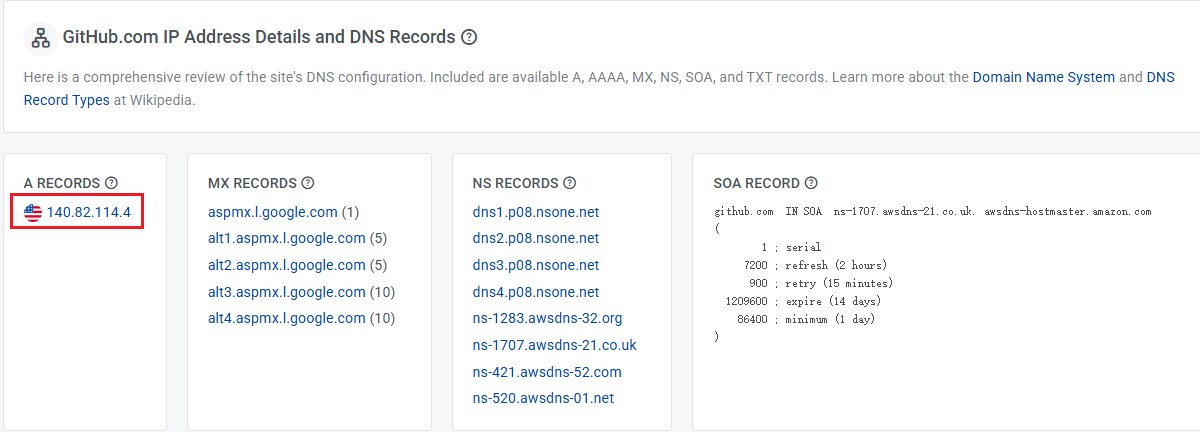 GitHub.com IP Address Details and DNS Records
Here is a comprehensive review of the site's DNS configuration. Included are available A, AAAA, MX, NS, SOA, and TXT records. Learn more about the Domain Name System and DNS
Record Types at Wikipedia.
A RECORDS
140.82.114.4
MX RECORDS
aspmx.l.google.com (1)
alt1.aspmx.l.google.com (5)
alt2.aspmx.l.google.com (5)
alt3.aspmx.l.google.com (10)
alt4.aspmx.l.google.com (10)
NS RECORDS
dns1.p08.nsone.net
dns2.p08.nsone.net
dns3.p08.nsone.net
dns4.p08.nsone.net
ns-1283.awsdns-32.org
ns-1707.awsdns-21.co.uk
ns-421.awsdns-52.com
ns-520.awsdns-01.net
SOA RECORD
github.com IN SOA ns-1707.awsdns-21.co.uk. awsdns-hostmaster.amazon.com
(
1 ; serial
7200 ; refresh (2 hours)
900 ; retry (15 minutes)
1209600 ; expire (14 days)
86400 ; minimum (1 day)
)